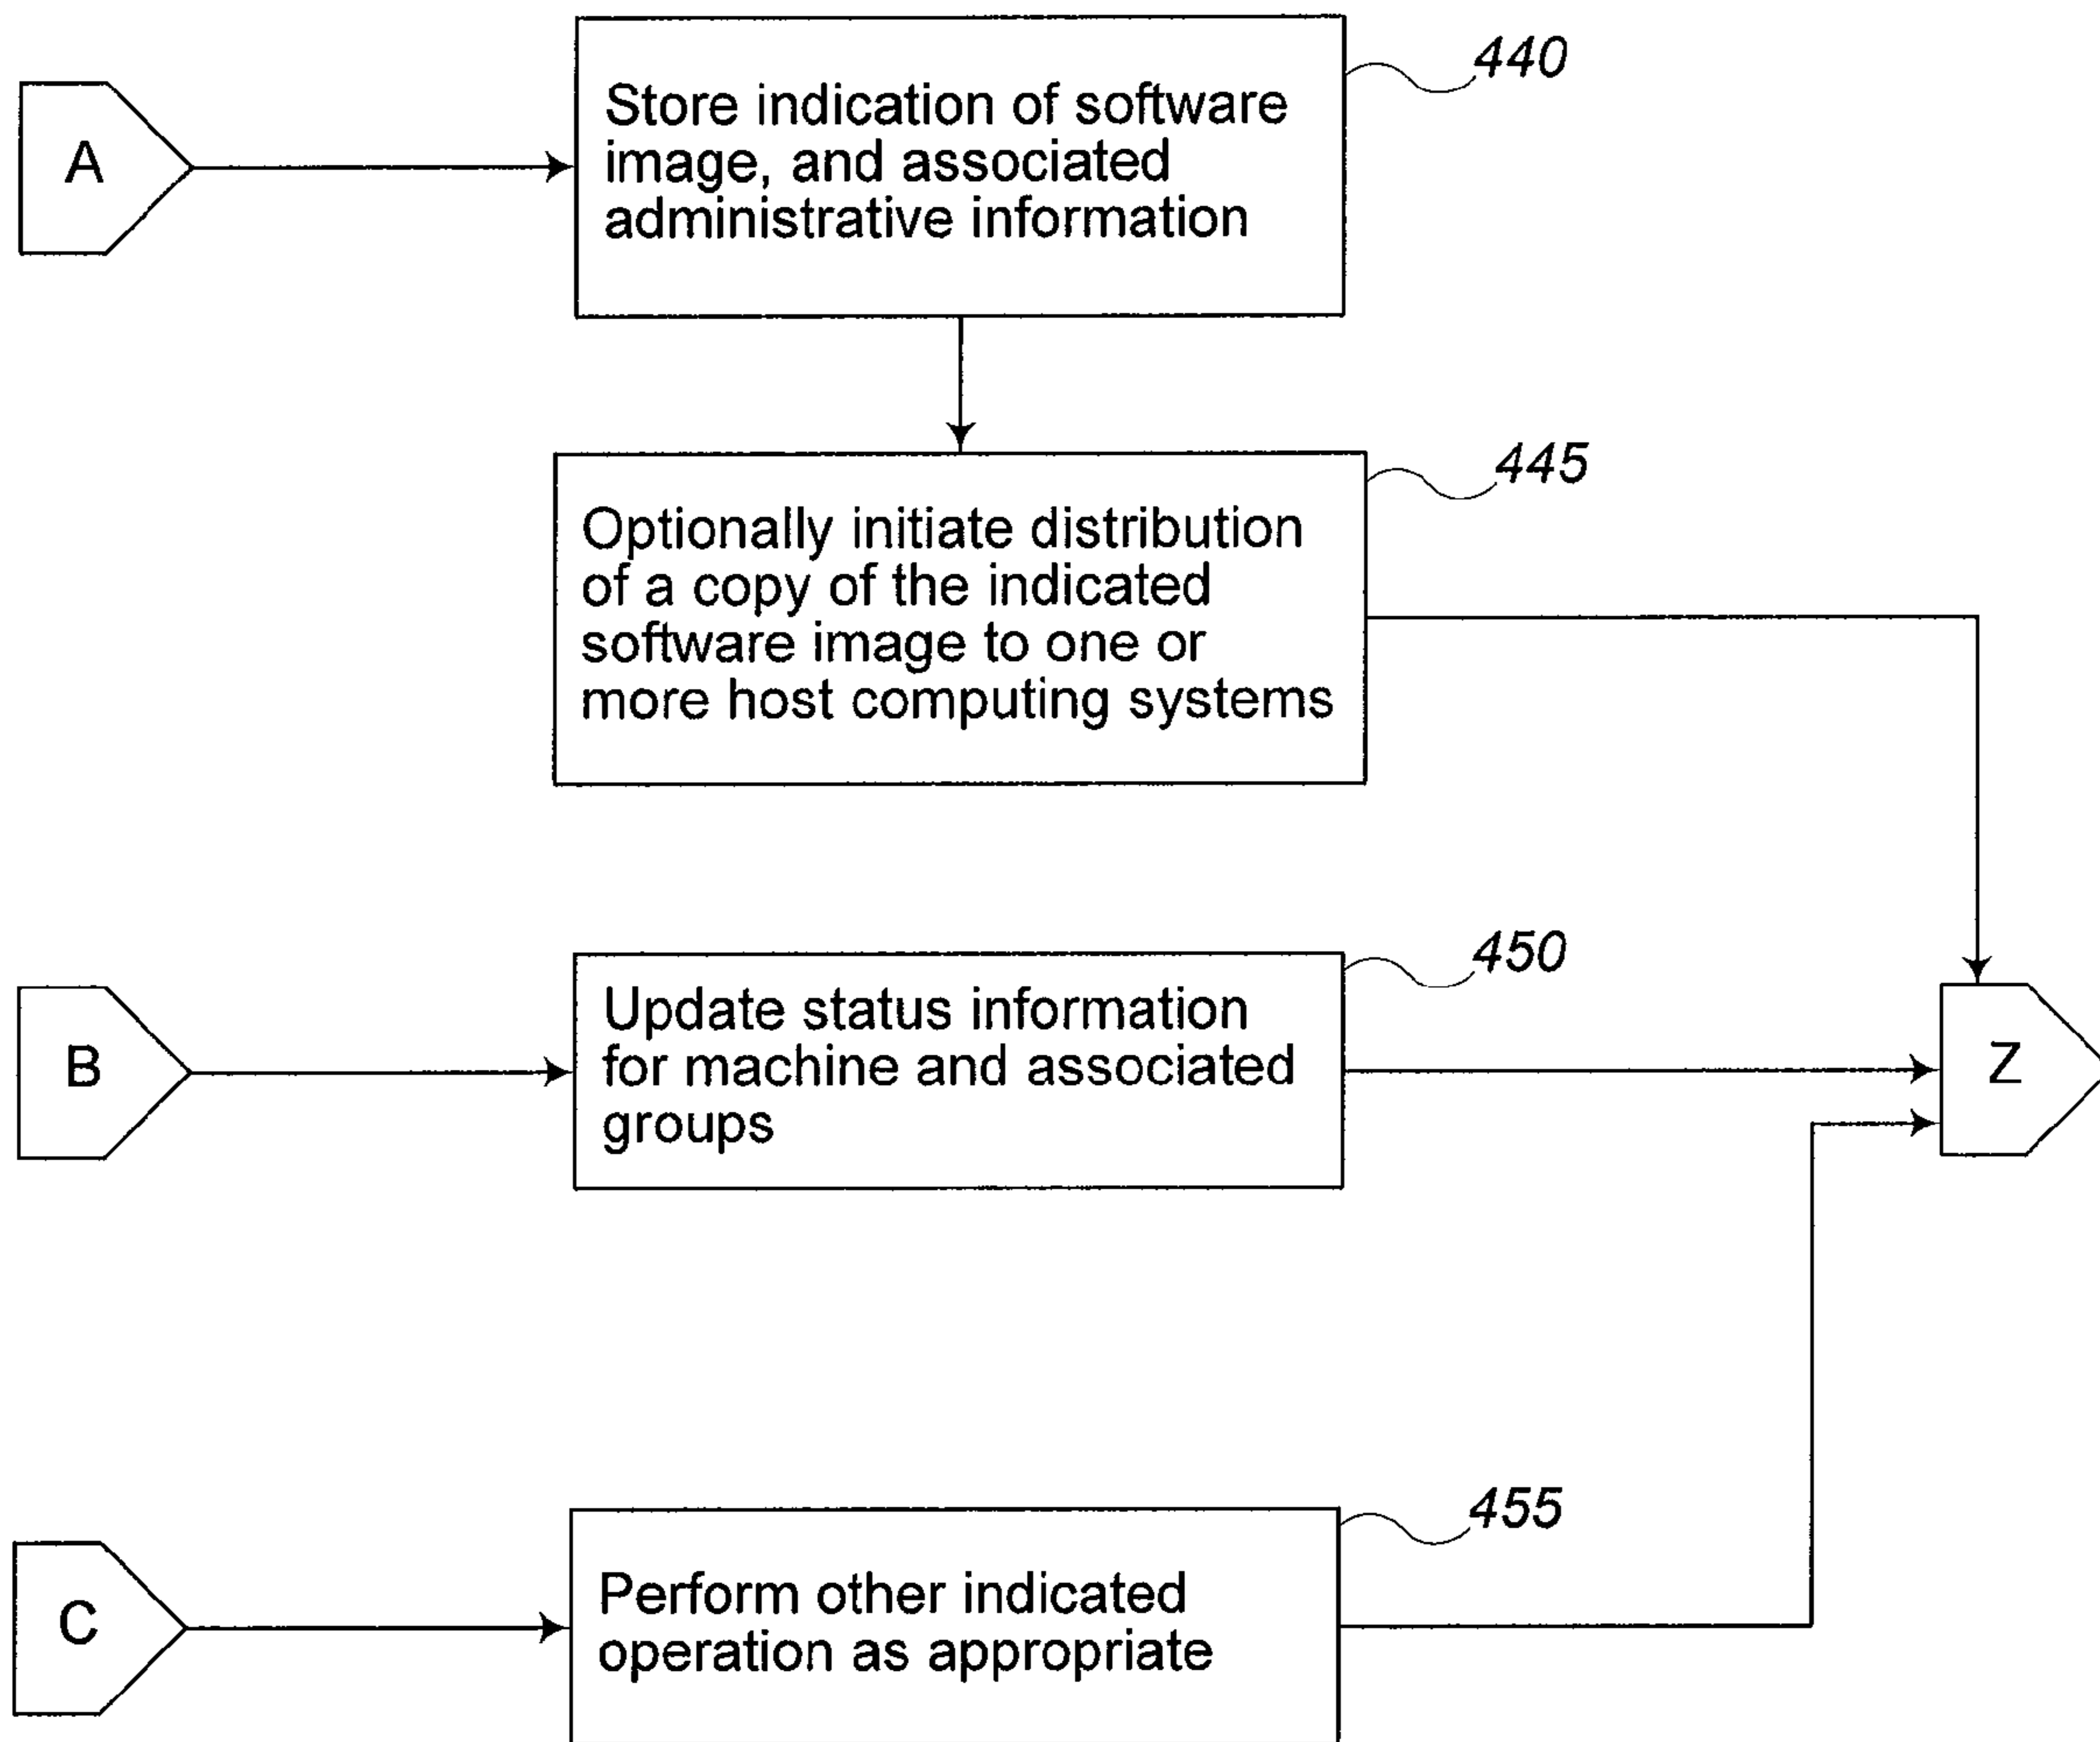 440
A
Store indication of software
image, and associated
administrative information
445
Optionally initiate distribution
of a copy of the indicated
software image to one or
more host computing systems
450
B
Update status information
for machine and associated
groups
Z
455
C
Perform other indicated
operation as appropriate